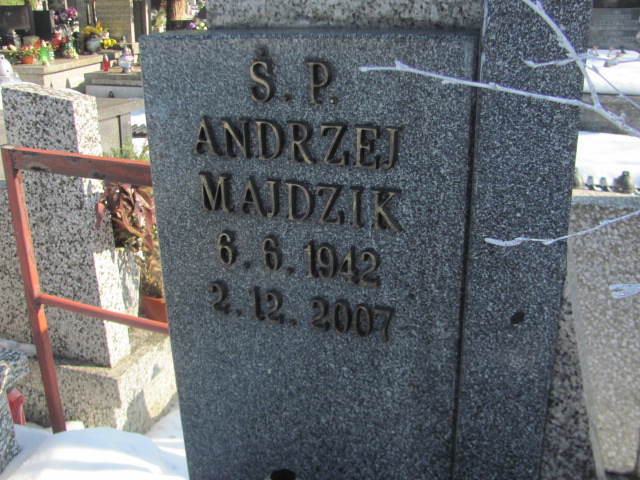 Ś. P.
ANDRZEJ
MAJDZIK
6. 6. 1942
2. 12. 2007